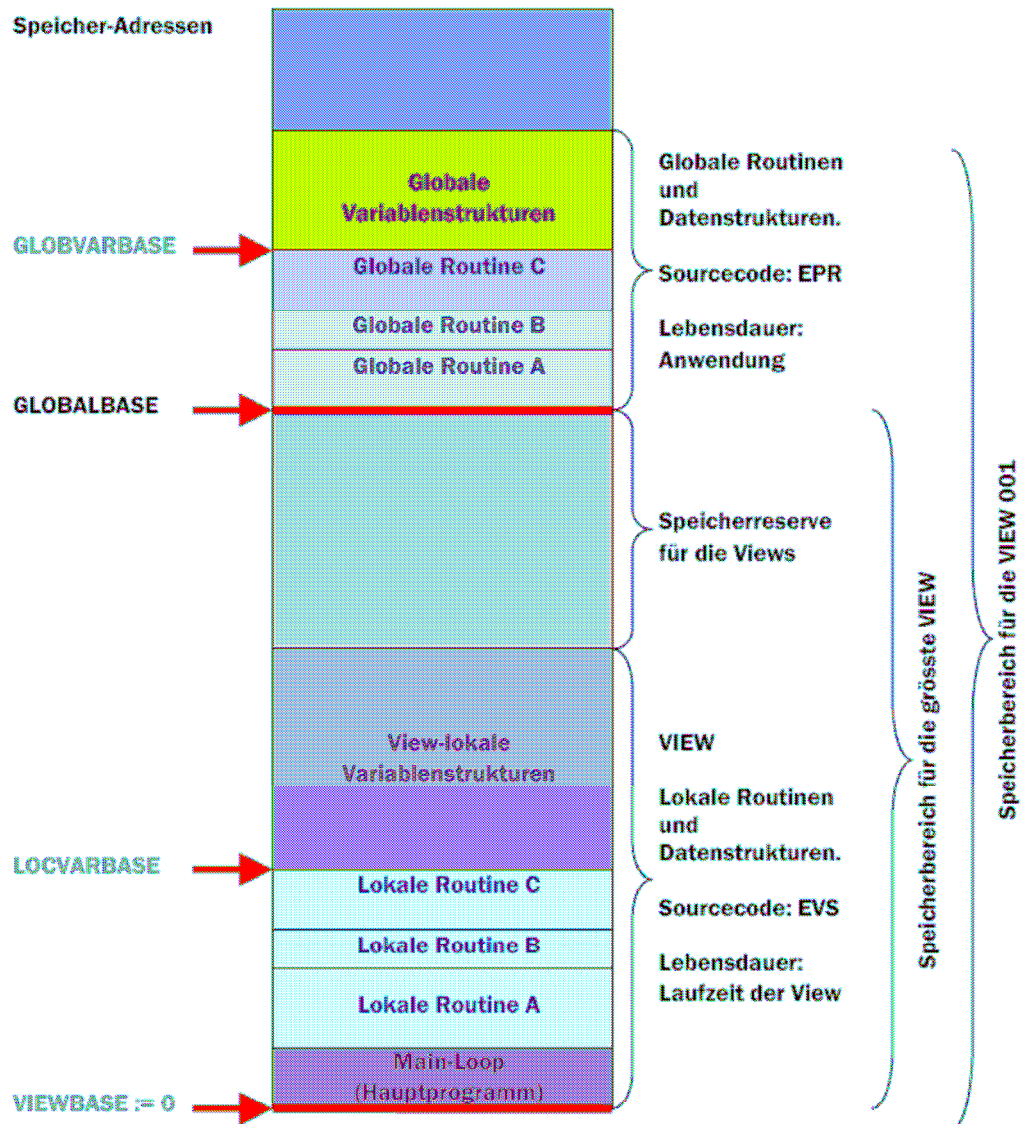 Speicher-Adressen
Globale
Variablenstrukturen
GLOBVARBASE
Globale Routine C
Globale Routine B
Globale Routine A
GLOBALBASE
Globale Routinen
und
Datenstrukturen.
Sourcecode: EPR
Lebensdauer:
Anwendung
Speicherreserve
für die Views
View-lokale
Variablenstrukturen
LOCVARBASE
Lokale Routine C
Lokale Routine B
Lokale Routine A
Main-Loop
(Hauptprogramm)
VIEWBASE := 0
VIEW
Lokale Routinen
und
Datenstrukturen.
Sourcecode: EVS
Lebensdauer:
Laufzeit der View
Speicherbereich für die grösste VIEW
Speicherbereich für die VIEW 001